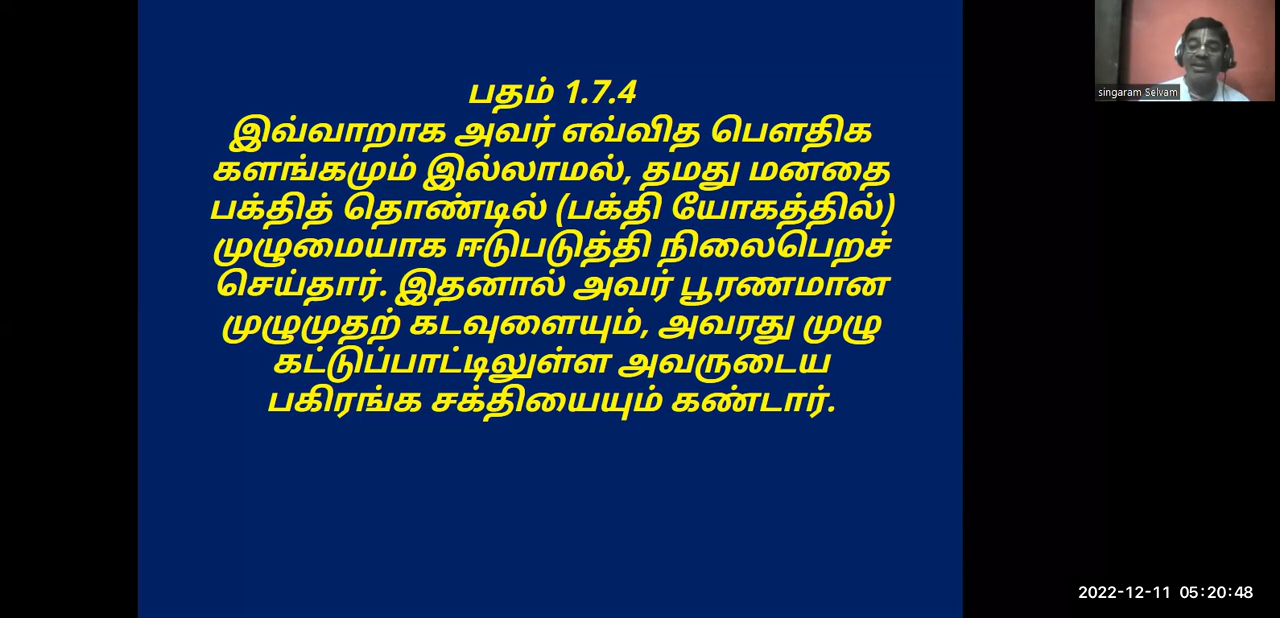 பதம் 1.7.4
இவ்வாறாக அவர் எவ்வித பௌதிக
களங்கமும் இல்லாமல், தமது மனதை
பக்தித் தொண்டில் (பக்தி யோகத்தில்)
முழுமையாக ஈடுபடுத்தி நிலைபெறச்
செய்தார். இதனால் அவர் பூரணமான
முழுமுதற் கடவுளையும், அவரது முழு
கட்டுப்பாட்டிலுள்ள அவருடைய
பகிரங்க சக்தியையும் கண்டார்.
singaram Selvam
2022-12-11 05:20:48